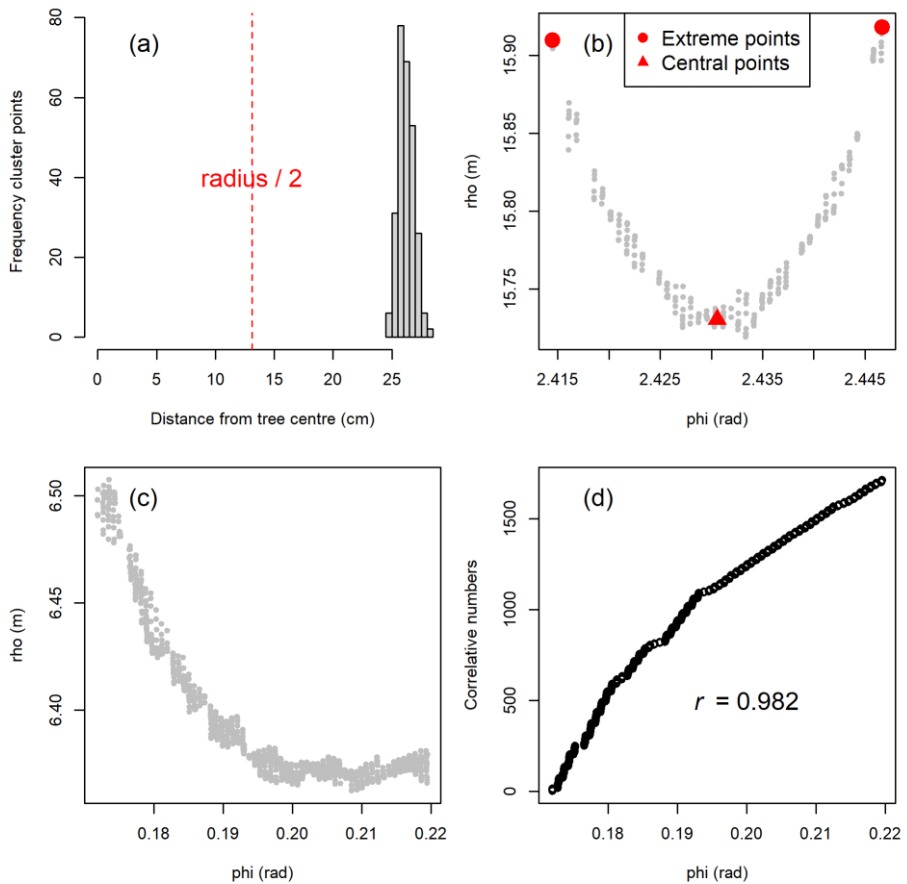 (a)
radius / 2
Frequency cluster points
0
20
40
60
80
0
5
10
15
20
25
Distance from tree centre (cm)
(b)
Extreme points
Central points
rho (m)
15.75
15.80
15.85
15.90
2.415
2.425
2.435
2.445
phi (rad)
(c)
rho (m)
6.40
6.45
6.50
0.18
0.19
0.20
0.21
0.22
phi (rad)
(d)
r = 0.982
Correlative numbers
0
500
1000
1500
0.18
0.19
0.20
0.21
0.22
phi (rad)